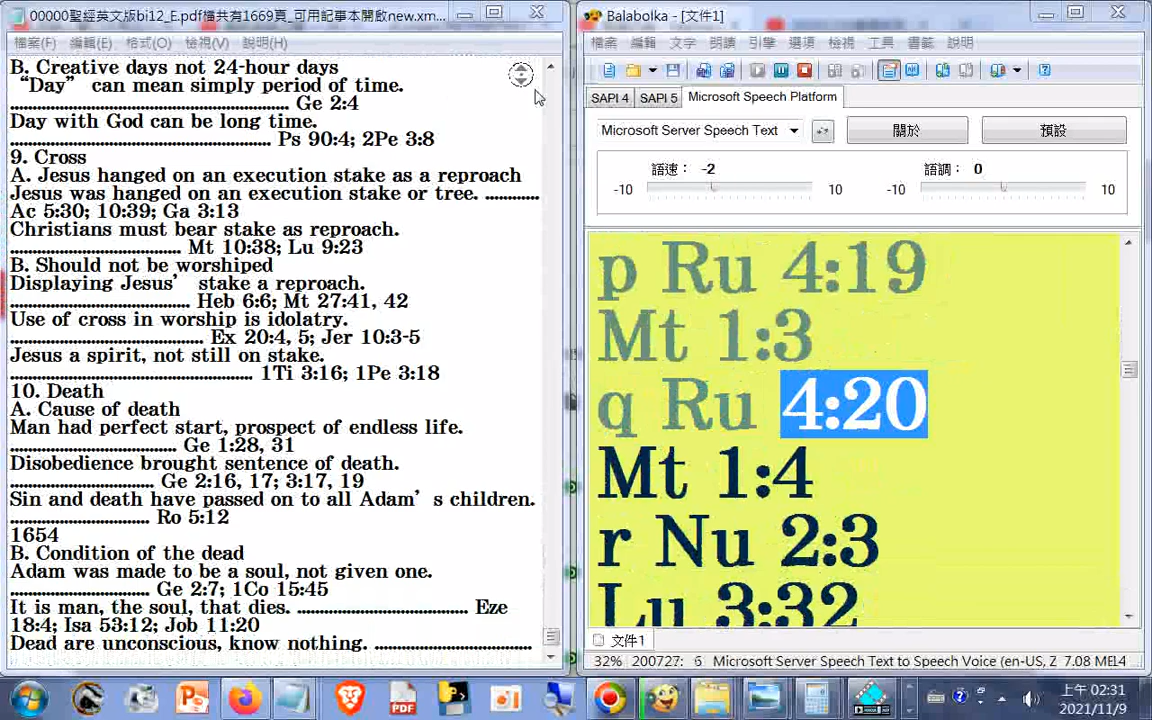 00000聖經英文版bi12_E.pdf檔共有1669頁_可用記事本開啟new.xm...
檔案(F) 編輯(E) 格式(O) 檢視(V) 說明(H)
B. Creative days not 24-hour days
“Day” can mean simply period of time.
................................................ Ge 2:4
Day with God can be long time.
............................................. Ps 90:4; 2Pe 3:8
9. Cross
A. Jesus hanged on an execution stake as a reproach
Jesus was hanged on an execution stake or tree. ............
Ac 5:30; 10:39; Ga 3:13
Christians must bear stake as reproach.
.............................. Mt 10:38; Lu 9:23
B. Should not be worshiped
Displaying Jesus’ stake a reproach.
................................ Heb 6:6; Mt 27:41, 42
Use of cross in worship is idolatry.
.................................. Ex 20:4, 5; Jer 10:3-5
Jesus a spirit, not still on stake.
.......................................... 1Ti 3:16; 1Pe 3:18
10. Death
A. Cause of death
Man had perfect start, prospect of endless life.
............................. Ge 1:28, 31
Disobedience brought sentence of death.
......................... Ge 2:16, 17; 3:17, 19
Sin and death have passed on to all Adam’s children.
........................ Ro 5:12
1654
B. Condition of the dead
Adam was made to be a soul, not given one.
......................... Ge 2:7; 1Co 15:45
It is man, the soul, that dies. ............................. Eze
18:4; Isa 53:12; Job 11:20
Dead are unconscious, know nothing. ...........................
Balabolka - [文件1]
檔案 編輯 文字 朗讀 引擎 選項 檢視 工具 書籤 說明
SAPI 4 SAPI 5 Microsoft Speech Platform
Microsoft Server Speech Text 關於 預設
語速： -2 語調： 0
-10 10 -10 10
p Ru 4:19
Mt 1:3
q Ru 4:20
Mt 1:4
r Nu 2:3
Lu 3:32
文件1
32% 200727: 6 Microsoft Server Speech Text to Speech Voice (en-US, Z 7.08 ME
上午 02:31
2021/11/9